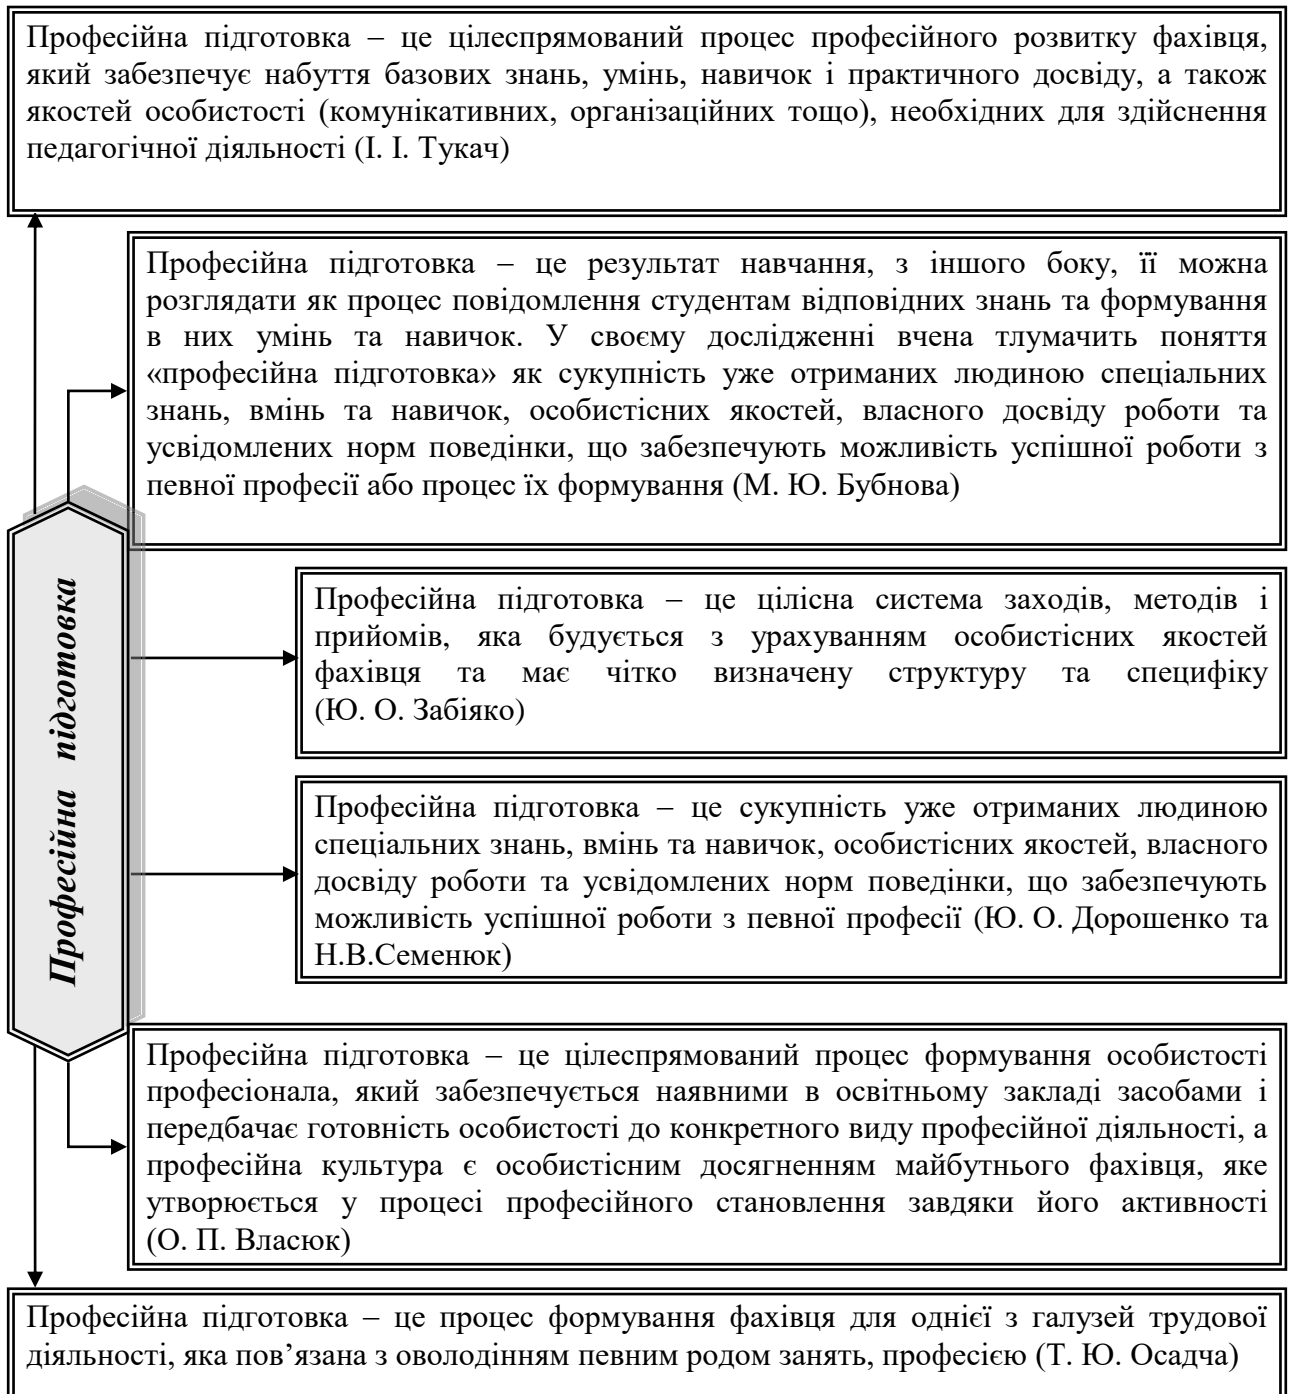 Професійна підготовка – це цілеспрямований процес професійного розвитку фахівця,
який забезпечує набуття базових знань, умінь, навичок і практичного досвіду, а також
якостей особистості (комунікативних, організаційних тощо), необхідних для здійснення
педагогічної діяльності (І. І. Тукач)
Професійна підготовка – це результат навчання, з іншого боку, її можна
розглядати як процес повідомлення студентам відповідних знань та формування
в них умінь та навичок. У своєму дослідженні вчена тлумачить поняття
«професійна підготовка» як сукупність уже отриманих людиною спеціальних
знань, вмінь та навичок, особистісних якостей, власного досвіду роботи та
усвідомлених норм поведінки, що забезпечують можливість успішної роботи з
певної професії або процес їх формування (М. Ю. Бубнова)
Професійна підготовка
Професійна підготовка – це цілісна система заходів, методів і
прийомів, яка будується з урахуванням особистісних якостей
фахівця та має чітко визначену структуру та специфіку
(Ю. О. Забіяко)
Професійна підготовка – це сукупність уже отриманих людиною
спеціальних знань, вмінь та навичок, особистісних якостей, власного
досвіду роботи та усвідомлених норм поведінки, що забезпечують
можливість успішної роботи з певної професії (Ю. О. Дорошенко та
Н.В.Семенюк)
Професійна підготовка – це цілеспрямований процес формування особистості
професіонала, який забезпечується наявними в освітньому закладі засобами і
передбачає готовність особистості до конкретного виду професійної діяльності, а
професійна культура є особистісним досягненням майбутнього фахівця, яке
утворюється у процесі професійного становлення завдяки його активності
(О. П. Власюк)
Професійна підготовка – це процес формування фахівця для однієї з галузей трудової
діяльності, яка пов’язана з оволодінням певним родом занять, професією (Т. Ю. Осадча)